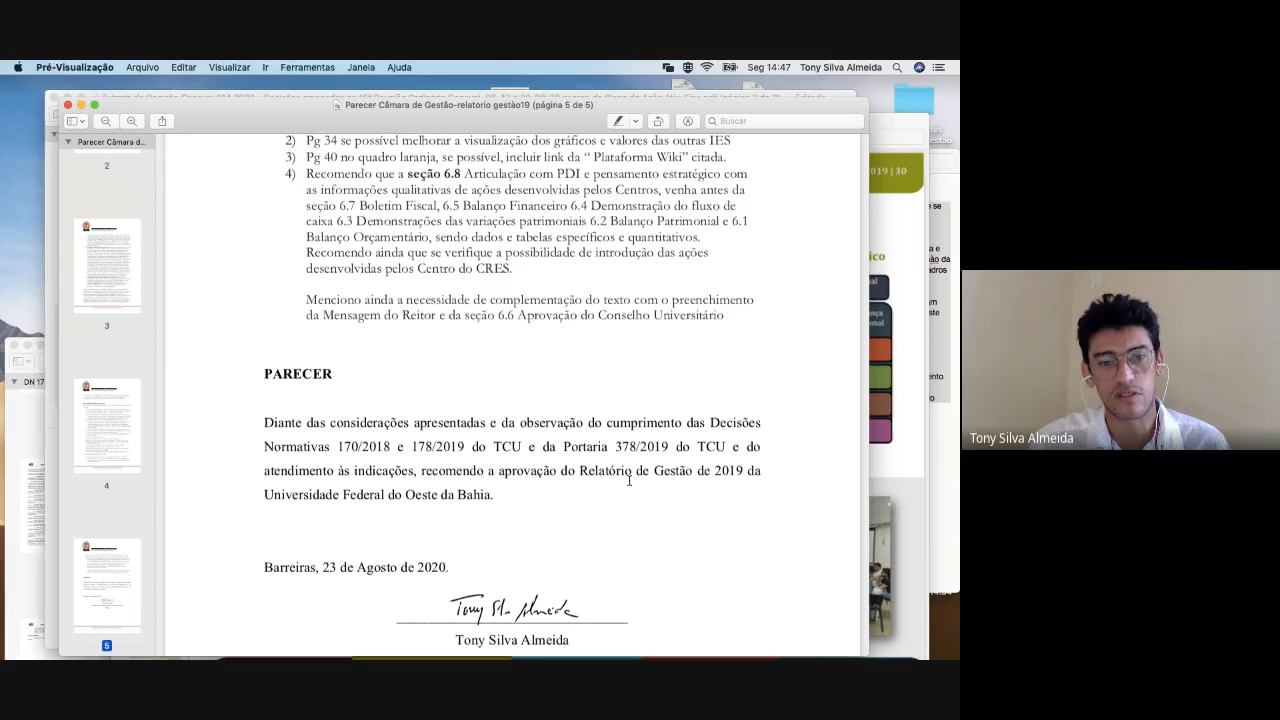 Pré-Visualização Arquivo Editar Visualizar Ir Ferramentas Janela Ajuda
Seg 14:47 Tony Silva Almeida
Parecer Câmara de Gestão-relatorio gestão19 (página 5 de 5)
Buscar
Parecer Câmara d...
2
3
4
5
DN 17
2) Pg 34 se possível melhorar a visualização dos gráficos e valores das outras IES
3) Pg 40 no quadro laranja, se possível, incluir link da “ Plataforma Wiki” citada.
4) Recomendo que a seção 6.8 Articulação com PDI e pensamento estratégico com
as informações qualitativas de ações desenvolvidas pelos Centros, venha antes da
seção 6.7 Boletim Fiscal, 6.5 Balanço Financeiro 6.4 Demonstração do fluxo de
caixa 6.3 Demonstrações das variações patrimoniais 6.2 Balanço Patrimonial e 6.1
Balanço Orçamentário, sendo dados e tabelas específicos e quantitativos.
Recomendo ainda que se verifique a possibilidade de introdução das ações
desenvolvidas pelos Centro do CRES.
Menciono ainda a necessidade de complementação do texto com o preenchimento
da Mensagem do Reitor e da seção 6.6 Aprovação do Conselho Universitário
PARECER
Diante das considerações apresentadas e da observação do cumprimento das Decisões
Normativas 170/2018 e 178/2019 do TCU e da Portaria 378/2019 do TCU e do
atendimento às indicações, recomendo a aprovação do Relatório de Gestão de 2019 da
Universidade Federal do Oeste da Bahia.
Barreiras, 23 de Agosto de 2020.
Tony Silva Almeida
Tony Silva Almeida
2019 | 30
Tony Silva Almeida